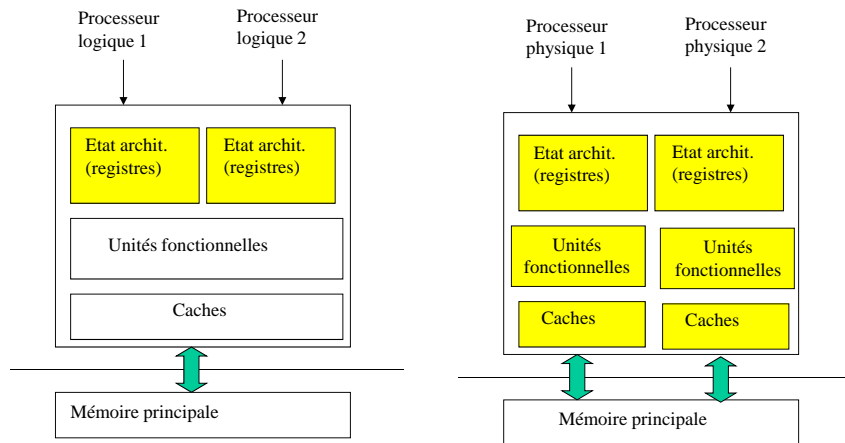 Processeur
logique 1
Processeur
logique 2
Etat archit.
(registres)
Etat archit.
(registres)
Unités fonctionnelles
Caches
Mémoire principale
Processeur
physique 1
Processeur
physique 2
Etat archit.
(registres)
Etat archit.
(registres)
Unités
fonctionnelles
Unités
fonctionnelles
Caches
Caches
Mémoire principale